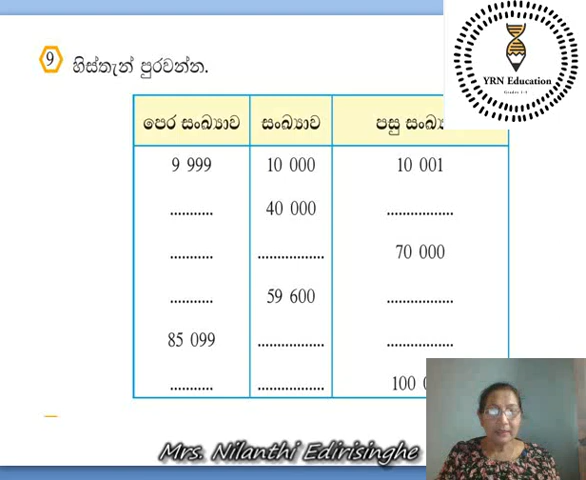 9 හිස්තැන් පුරවන්න.
YRN Education
පෙර සංඛ්‍යාව සංඛ්‍යාව පසු
9 999 10 000 10 001
........... 40 000 .................
........... ................. 70 000
........... 59 600 .................
85 099 ................. .................
........... ................. 100
Mrs. Nilanthi Edirisinghe